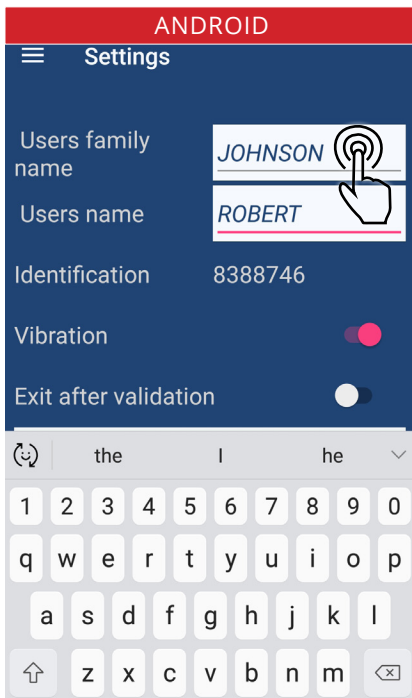 ANDROID
Settings
Users family
name
JOHNSON
Users name
ROBERT
Identification
8388746
Vibration
Exit after validation
the I he
1 2 3 4 5 6 7 8 9 0
q w e r t y u i o p
a s d f g h j k l
z x c v b n m